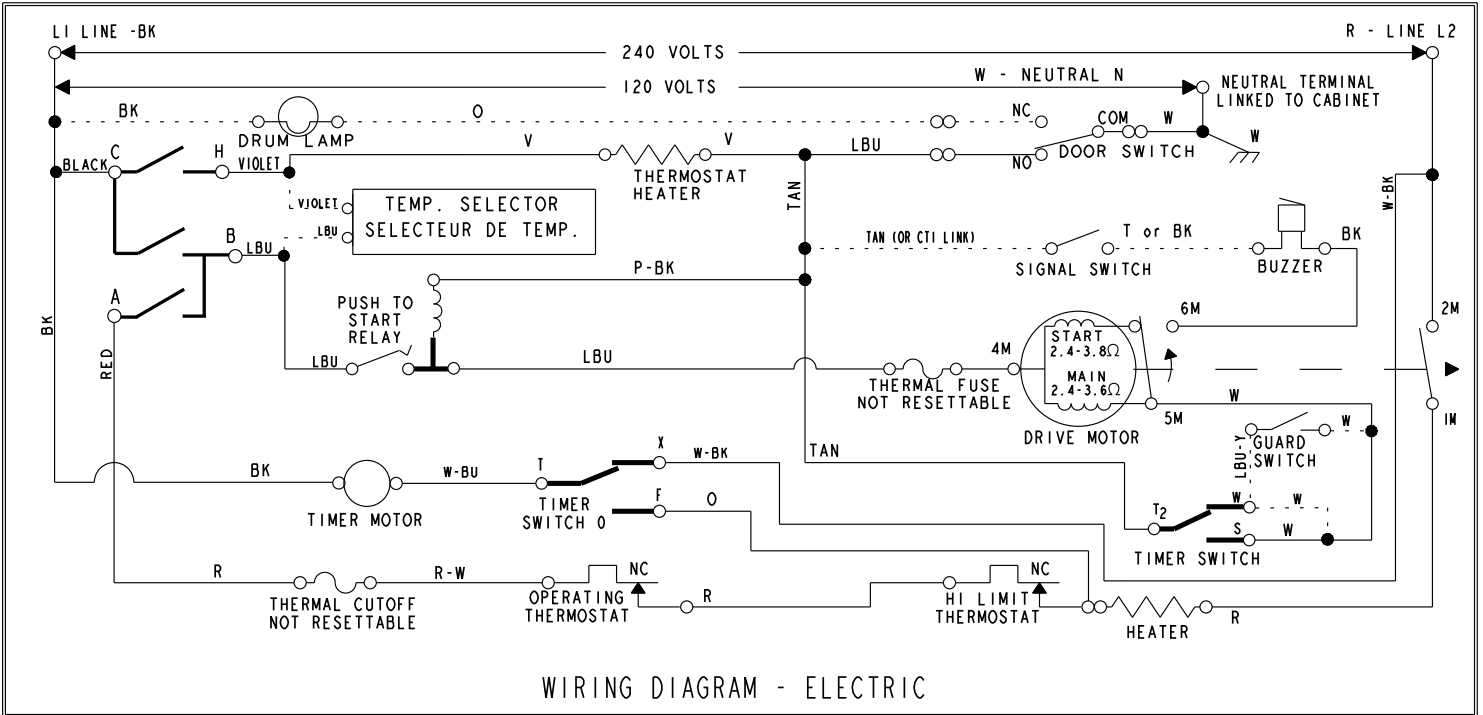 LI LINE -BK
R - LINE L2
240 VOLTS
W - NEUTRAL N
120 VOLTS
NEUTRAL TERMINAL
LINKED TO CABINET
BK
O
NC
COM
W
DRUM LAMP
W
BLACK
C
H
VIOLET
V
V
LBU
NO
DOOR SWITCH
THERMOSTAT
HEATER
TAN
W-BK
VIOLET
TEMP. SELECTOR
LBU
SELECTEUR DE TEMP.
B
LBU
TAN (OR CTI LINK)
T or BK
BK
SIGNAL SWITCH
BUZZER
P-BK
A
PUSH TO
START
RELAY
6M
2M
BK
RED
START
2.4-3.8Ω
LBU
LBU
4M
MAIN
2.4-3.6Ω
THERMAL FUSE
NOT RESETTABLE
W
5M
1M
DRIVE MOTOR
W
GUARD
SWITCH
LBU-Y
BK
W-BU
T
X
W-BK
TAN
TIMER MOTOR
TIMER
SWITCH O
F
O
T2
W
W
S
W
TIMER SWITCH
R
R-W
NC
NC
THERMAL CUTOFF
NOT RESETTABLE
OPERATING
THERMOSTAT
R
HI LIMIT
THERMOSTAT
HEATER
R
WIRING DIAGRAM - ELECTRIC